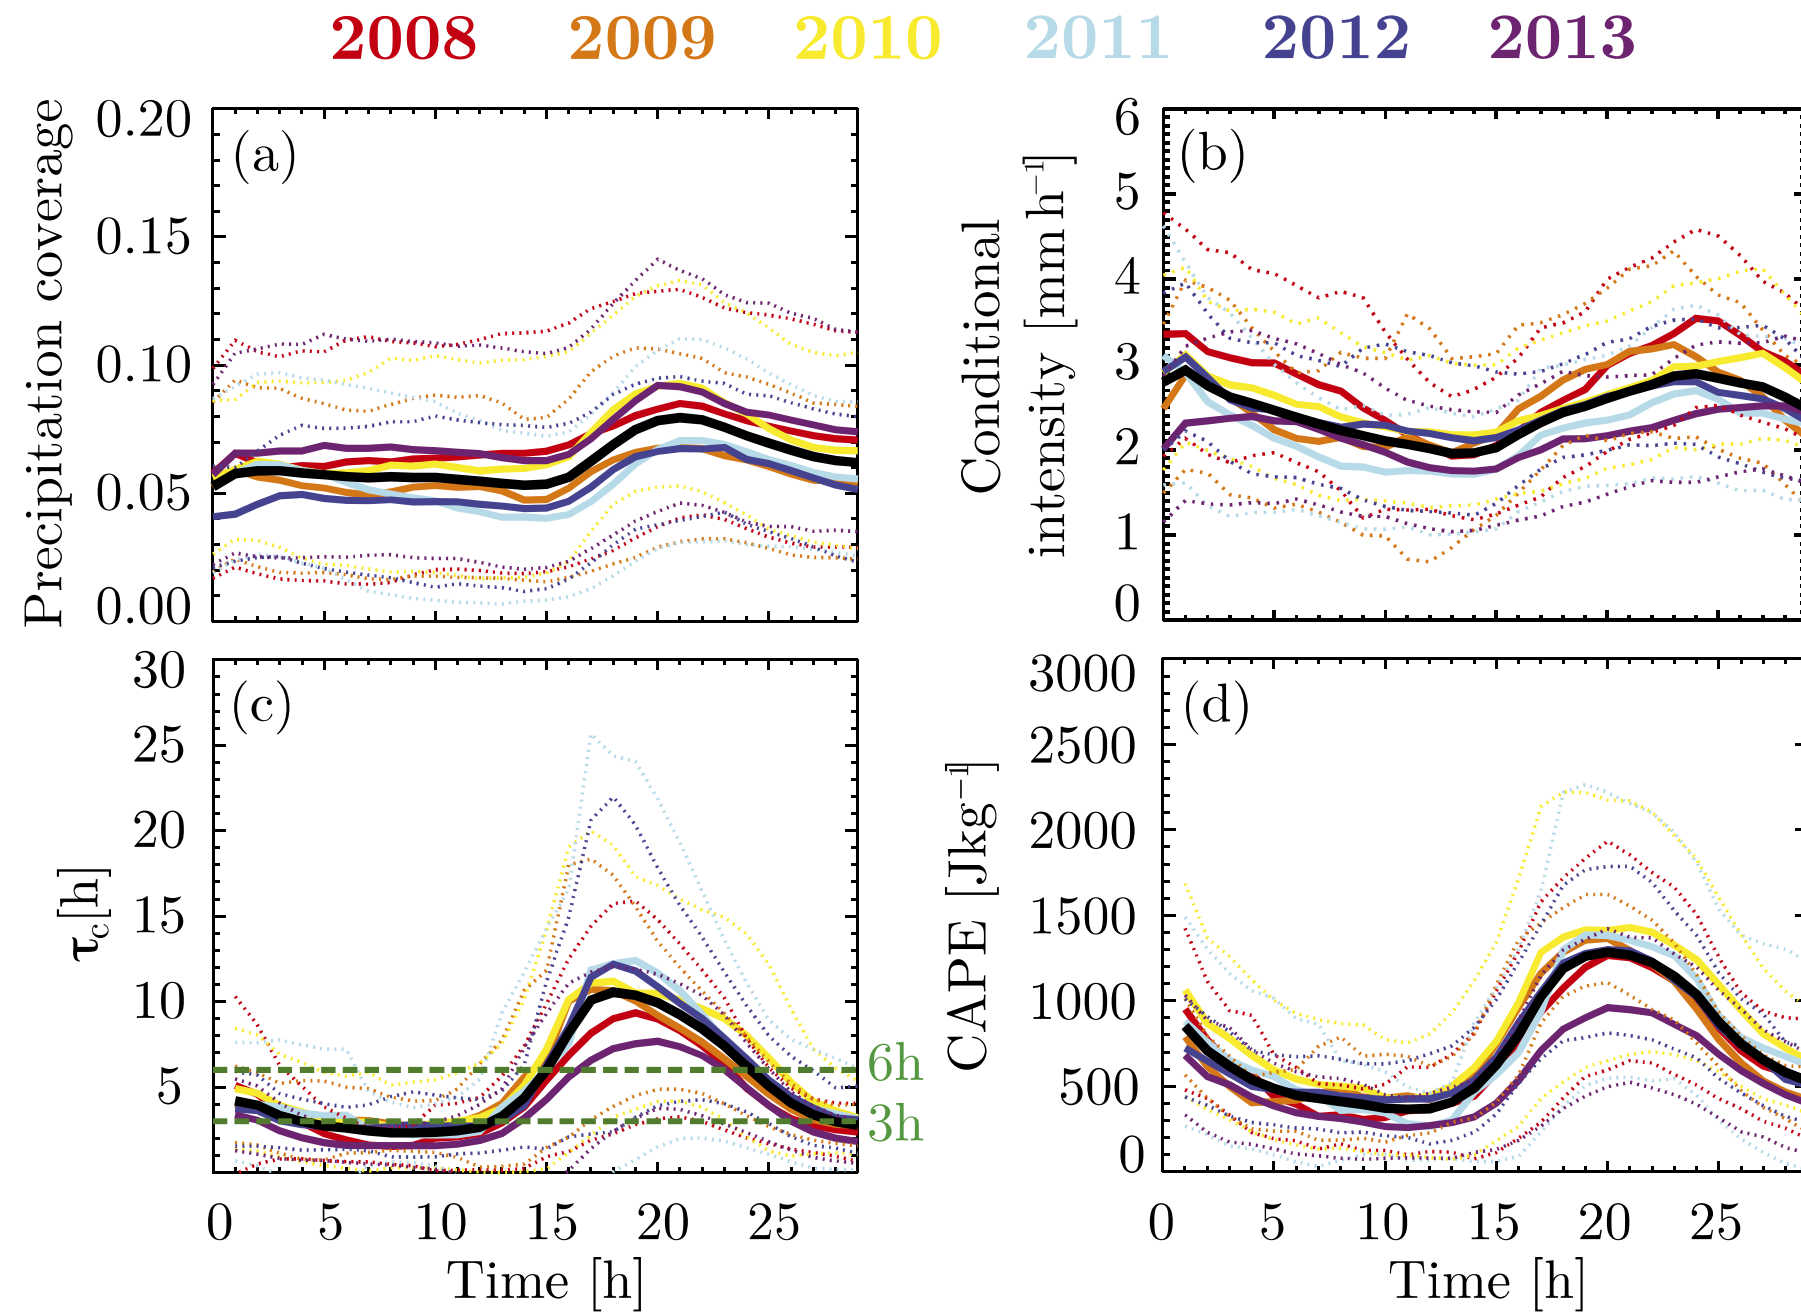 2008 2009 2010 2011 2012 2013
(a)
Precipitation coverage
0.20
0.15
0.10
0.05
0.00
(b)
Conditional
intensity [mm h⁻¹]
6
5
4
3
2
1
0
(c)
τc[h]
30
25
20
15
10
5
6h
3h
0 5 10 15 20 25
Time [h]
(d)
CAPE [Jkg⁻¹]
3000
2500
2000
1500
1000
500
0
0 5 10 15 20 25
Time [h]